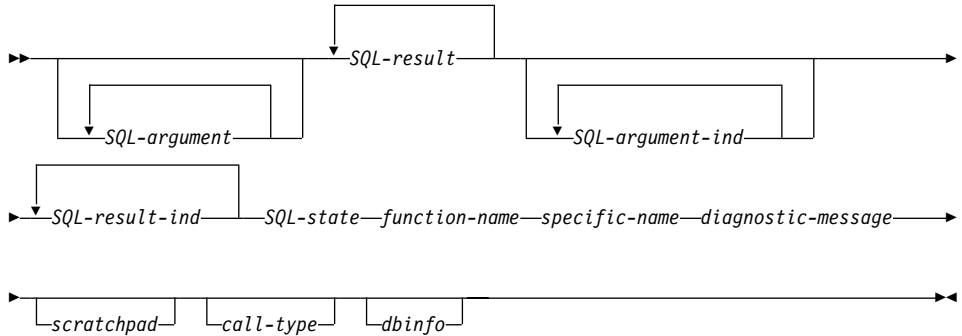 SQL-result
SQL-argument
SQL-argument-ind
SQL-result-ind SQL-state function-name specific-name diagnostic-message
scratchpad call-type dbinfo